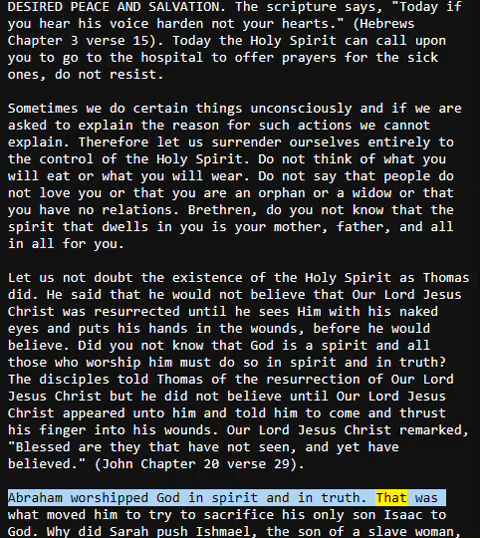 DESIRED PEACE AND SALVATION. The scripture says, "Today if
you hear his voice harden not your hearts." (Hebrews
Chapter 3 verse 15). Today the Holy Spirit can call upon
you to go to the hospital to offer prayers for the sick
ones, do not resist.
Sometimes we do certain things unconsciously and if we are
asked to explain the reason for such actions we cannot
explain. Therefore let us surrender ourselves entirely to
the control of the Holy Spirit. Do not think of what you
will eat or what you will wear. Do not say that people do
not love you or that you are an orphan or a widow or that
you have no relations. Brethren, do you not know that the
spirit that dwells in you is your mother, father, and all
in all for you.
Let us not doubt the existence of the Holy Spirit as Thomas
did. He said that he would not believe that Our Lord Jesus
Christ was resurrected until he sees Him with his naked
eyes and puts his hands in the wounds, before he would
believe. Did you not know that God is a spirit and all
those who worship him must do so in spirit and in truth?
The disciples told Thomas of the resurrection of Our Lord
Jesus Christ but he did not believe until Our Lord Jesus
Christ appeared unto him and told him to come and thrust
his finger into his wounds. Our Lord Jesus Christ remarked,
"Blessed are they that have not seen, and yet have
believed." (John Chapter 20 verse 29).
Abraham worshipped God in spirit and in truth. That was
what moved him to try to sacrifice his only son Isaac to
God. Why did Sarah push Ishmael, the son of a slave woman,